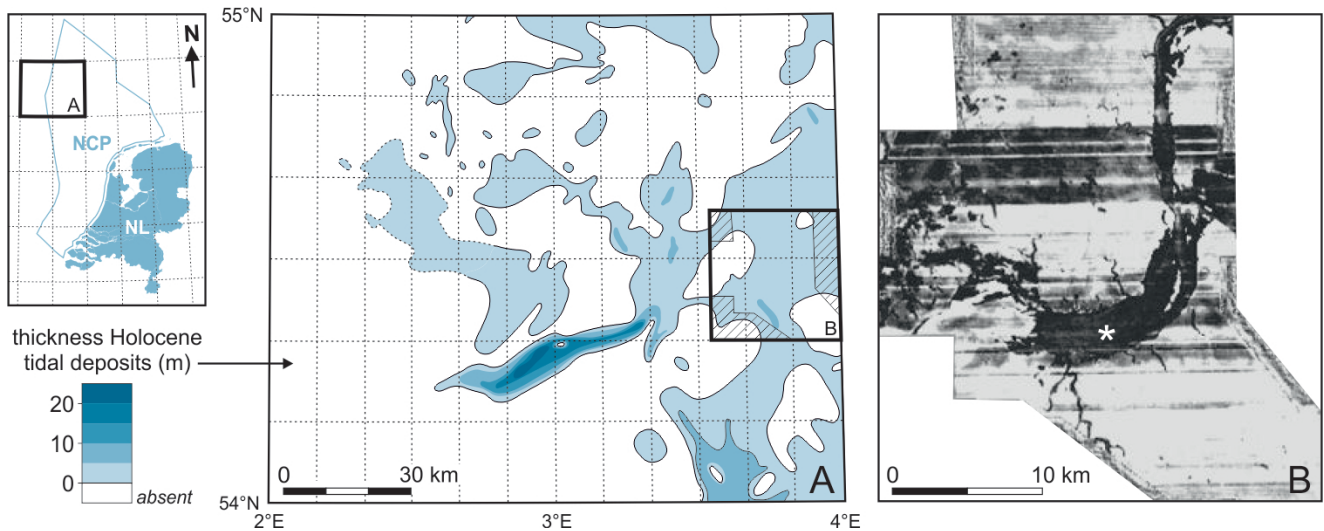 N
A
NCP
NL
thickness Holocene
tidal deposits (m)
20
10
0
absent
55°N
54°N
2°E
3°E
4°E
0
30 km
B
A
*
0
10 km
B